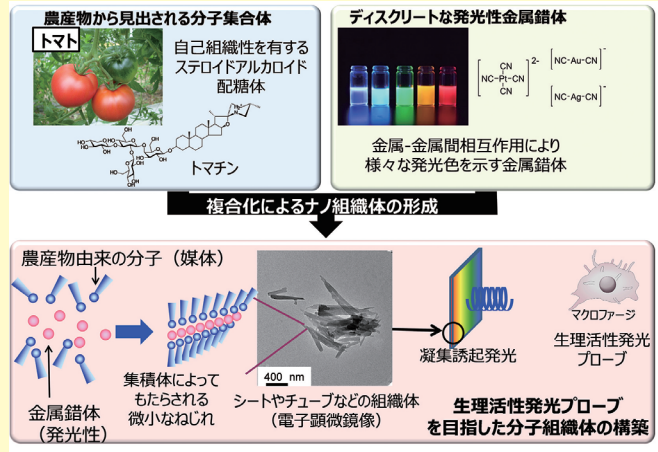 農産物から見出される分子集合体
トマト
自己組織性を有する
ステロイドアルカロイド
配糖体
トマチン
ディスクリートな発光性金属錯体
CN
NC-Pt-CN
CN
2-
[NC-Au-CN]-
[NC-Ag-CN]-
金属-金属間相互作用により
様々な発光色を示す金属錯体
複合化によるナノ組織体の形成
農産物由来の分子（媒体）
金属錯体
（発光性）
集積体によって
もたらされる
微小なねじれ
400 nm
シートやチューブなどの組織体
（電子顕微鏡像）
凝集誘起発光
マクロファージ
生理活性発光
プローブ
生理活性発光プローブ
を目指した分子組織体の構築